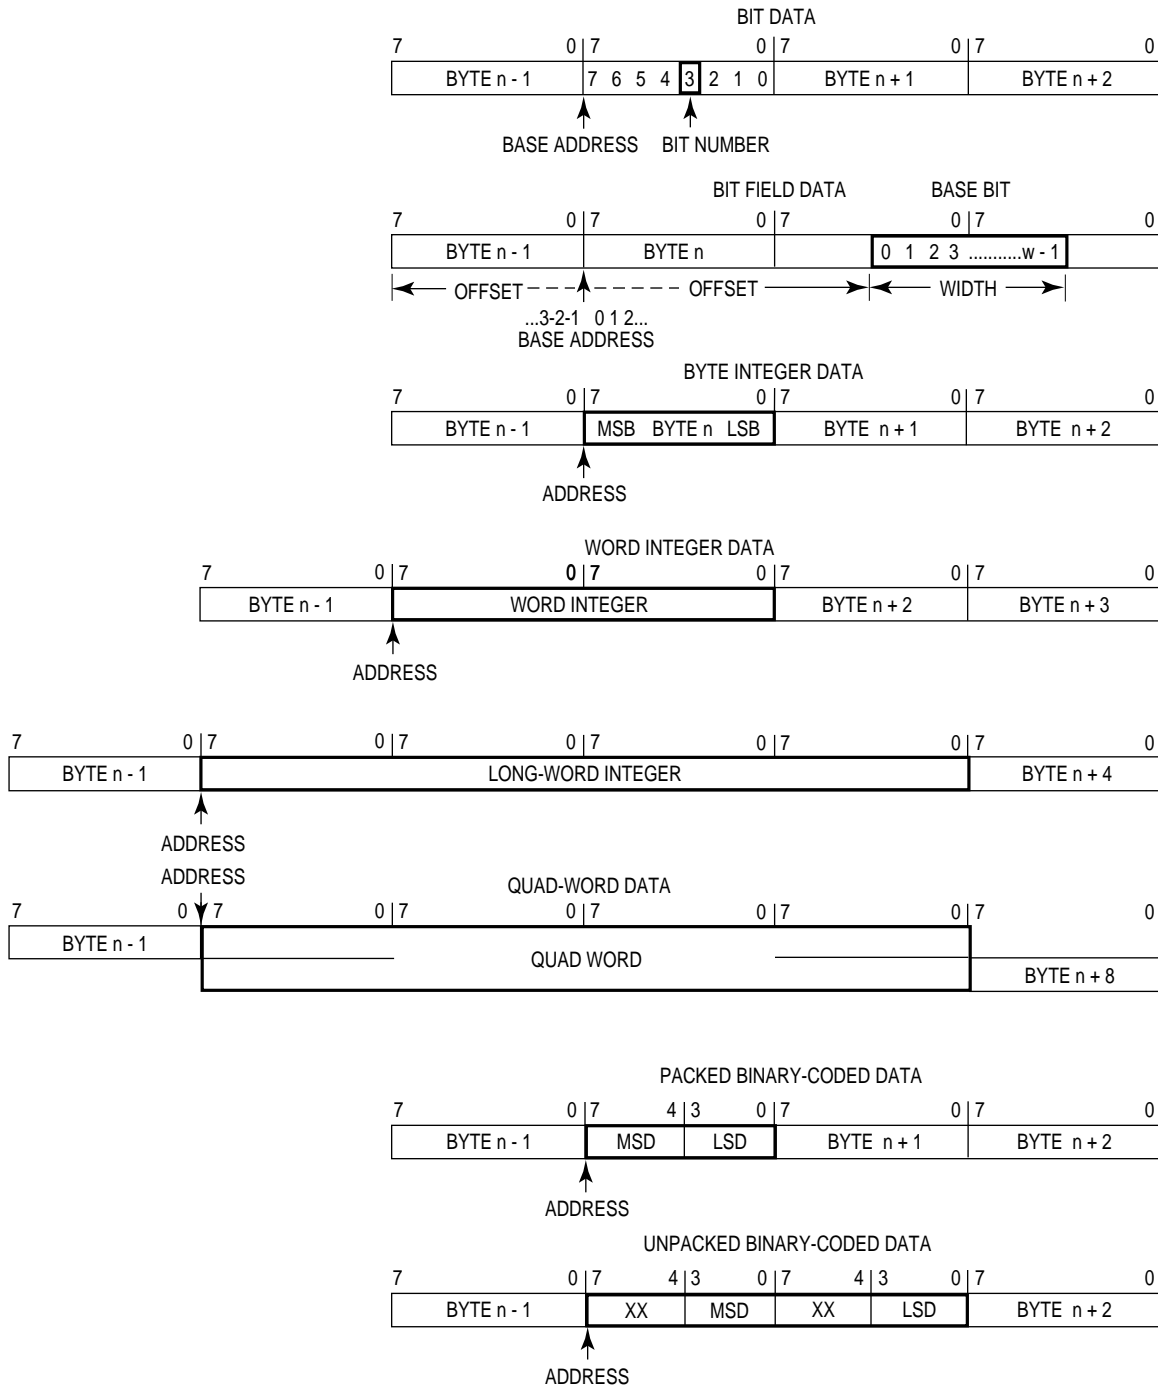 BIT DATA
7 0 7 0 7 0 7 0
BYTE n - 1 7 6 5 4 3 2 1 0 BYTE n + 1 BYTE n + 2
BASE ADDRESS BIT NUMBER
BIT FIELD DATA BASE BIT
7 0 7 0 7 0 7 0
BYTE n - 1 BYTE n 0 1 2 3 ...........w - 1
OFFSET OFFSET WIDTH
...3-2-1 0 1 2...
BASE ADDRESS
BYTE INTEGER DATA
7 0 7 0 7 0 7 0
BYTE n - 1 MSB BYTE n LSB BYTE n + 1 BYTE n + 2
ADDRESS
WORD INTEGER DATA
7 0 7 0 7 0 7 0 7 0
BYTE n - 1 WORD INTEGER BYTE n + 2 BYTE n + 3
ADDRESS
7 0 7 0 7 0 7 0 7 0 7 0
BYTE n - 1 LONG-WORD INTEGER BYTE n + 4
ADDRESS
ADDRESS
QUAD-WORD DATA
7 0 7 0 7 0 7 0 7 0 7 0
BYTE n - 1
QUAD WORD
BYTE n + 8
PACKED BINARY-CODED DATA
7 0 7 4 3 0 7 0 7 0
BYTE n - 1 MSD LSD BYTE n + 1 BYTE n + 2
ADDRESS
UNPACKED BINARY-CODED DATA
7 0 7 4 3 0 7 4 3 0 7 0
BYTE n - 1 XX MSD XX LSD BYTE n + 2
ADDRESS